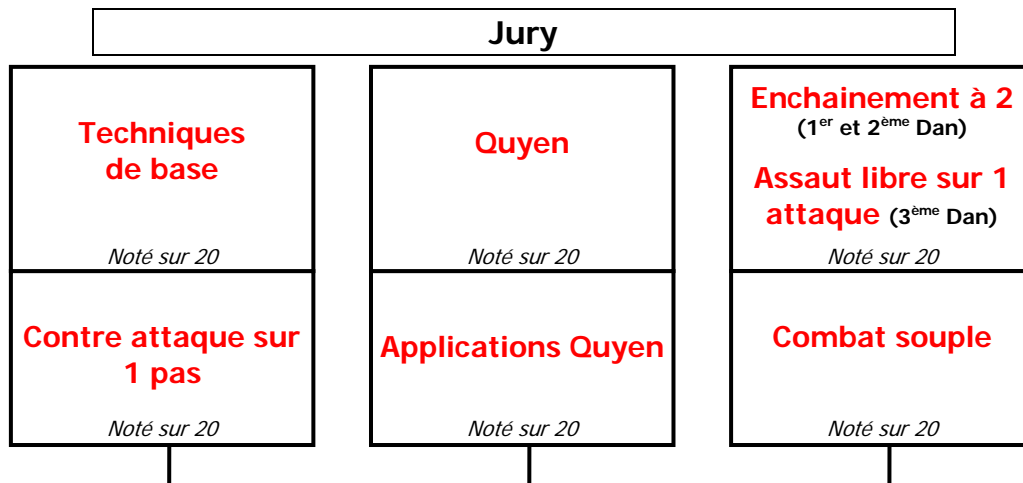 Jury
Techniques
de base
Noté sur 20
Contre attaque sur
1 pas
Noté sur 20
Quyen
Noté sur 20
Applications Quyen
Noté sur 20
Enchainement à 2
(1er et 2ème Dan)
Assaut libre sur 1
attaque (3ème Dan)
Noté sur 20
Combat souple
Noté sur 20